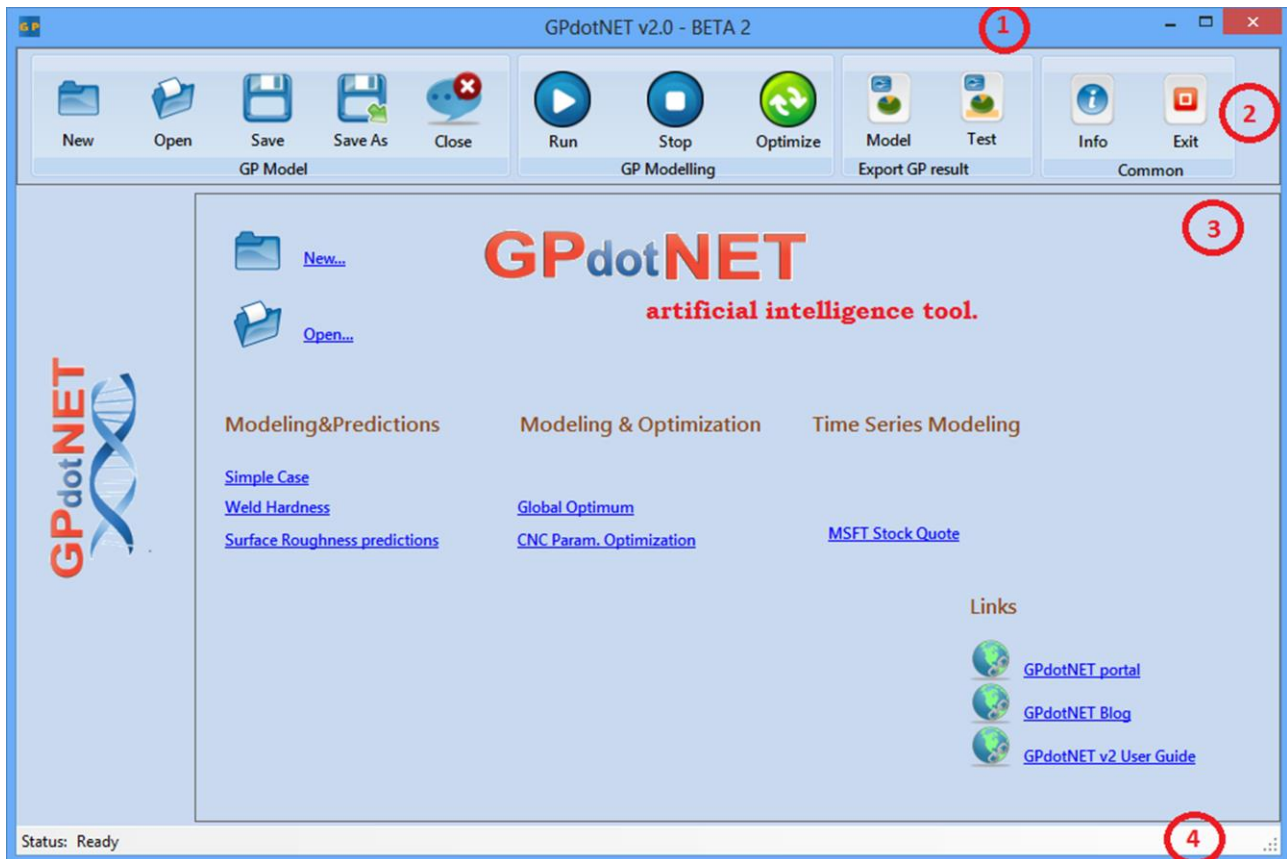 GP
GPdotNET v2.0 - BETA 2
1
New
Open
Save
Save As
Close
Run
Stop
Optimize
Model
Test
Info
Exit
2
GP Model
GP Modelling
Export GP result
Common
3
New...
GPdotNET
artificial intelligence tool.
Open...
GPdotNET
Modeling&Predictions
Modeling & Optimization
Time Series Modeling
Simple Case
Weld Hardness
Global Optimum
Surface Roughness predictions
CNC Param. Optimization
MSFT Stock Quote
Links
GPdotNET portal
GPdotNET Blog
GPdotNET v2 User Guide
Status: Ready
4